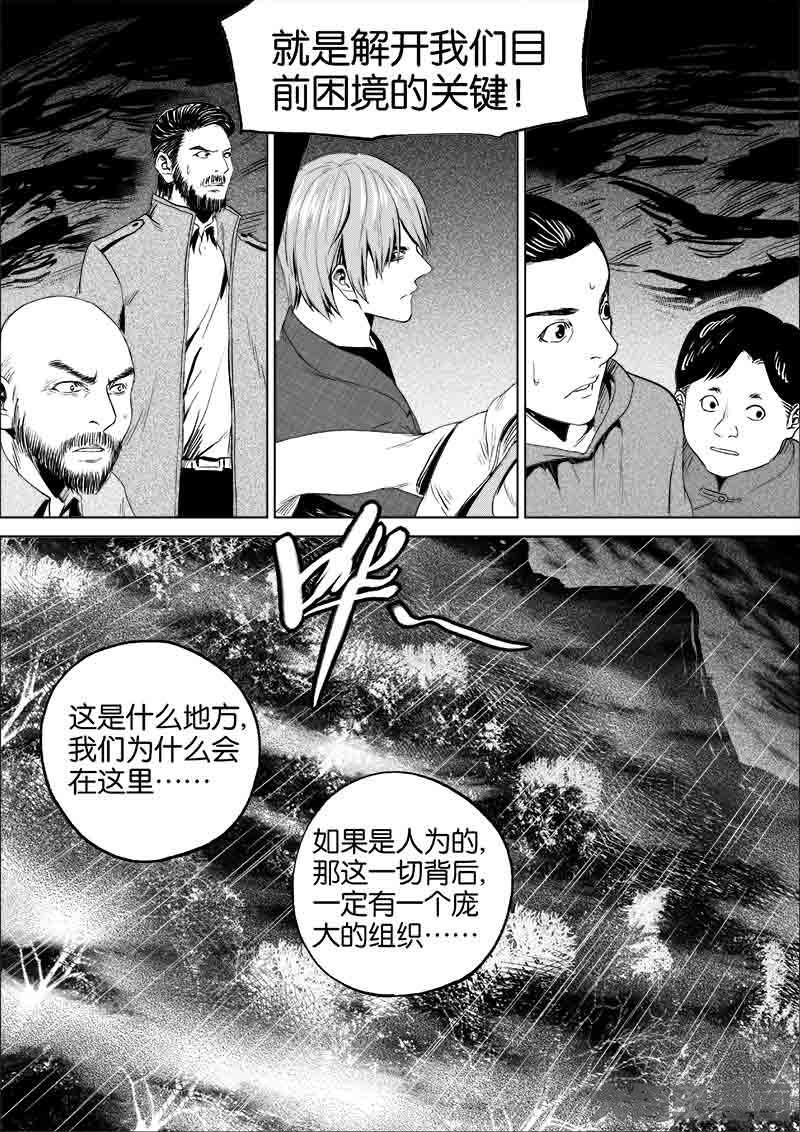 就是解开我们目
前困境的关键！
哗～
这是什么地方，
我们为什么会
在这里……
如果是人为的，
那这一切背后，
一定有一个庞
大的组织……